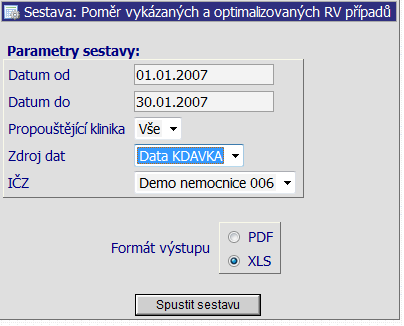 Sestava: Poměr vykázaných a optimalizovaných RV případů
Parametry sestavy:
Datum od 01.01.2007
Datum do 30.01.2007
Propouštějící klinika Vše
Zdroj dat Data KDAVKA
IČZ Demo nemocnice 006
Formát výstupu PDF
XLS
Spustit sestavu